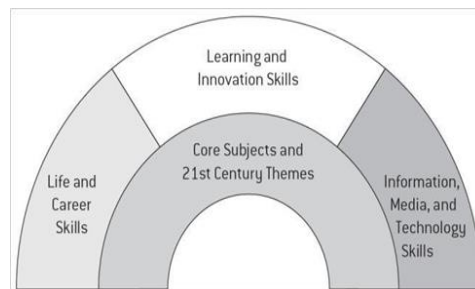 Learning and
Innovation Skills
Core Subjects and
21st Century Themes
Life and
Career
Skills
Information,
Media, and
Technology
Skills